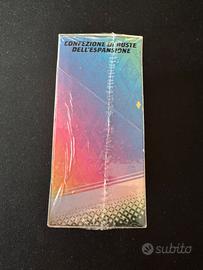 CONFEZIONE DI BUSTE
DELL'ESPANSIONE
subito